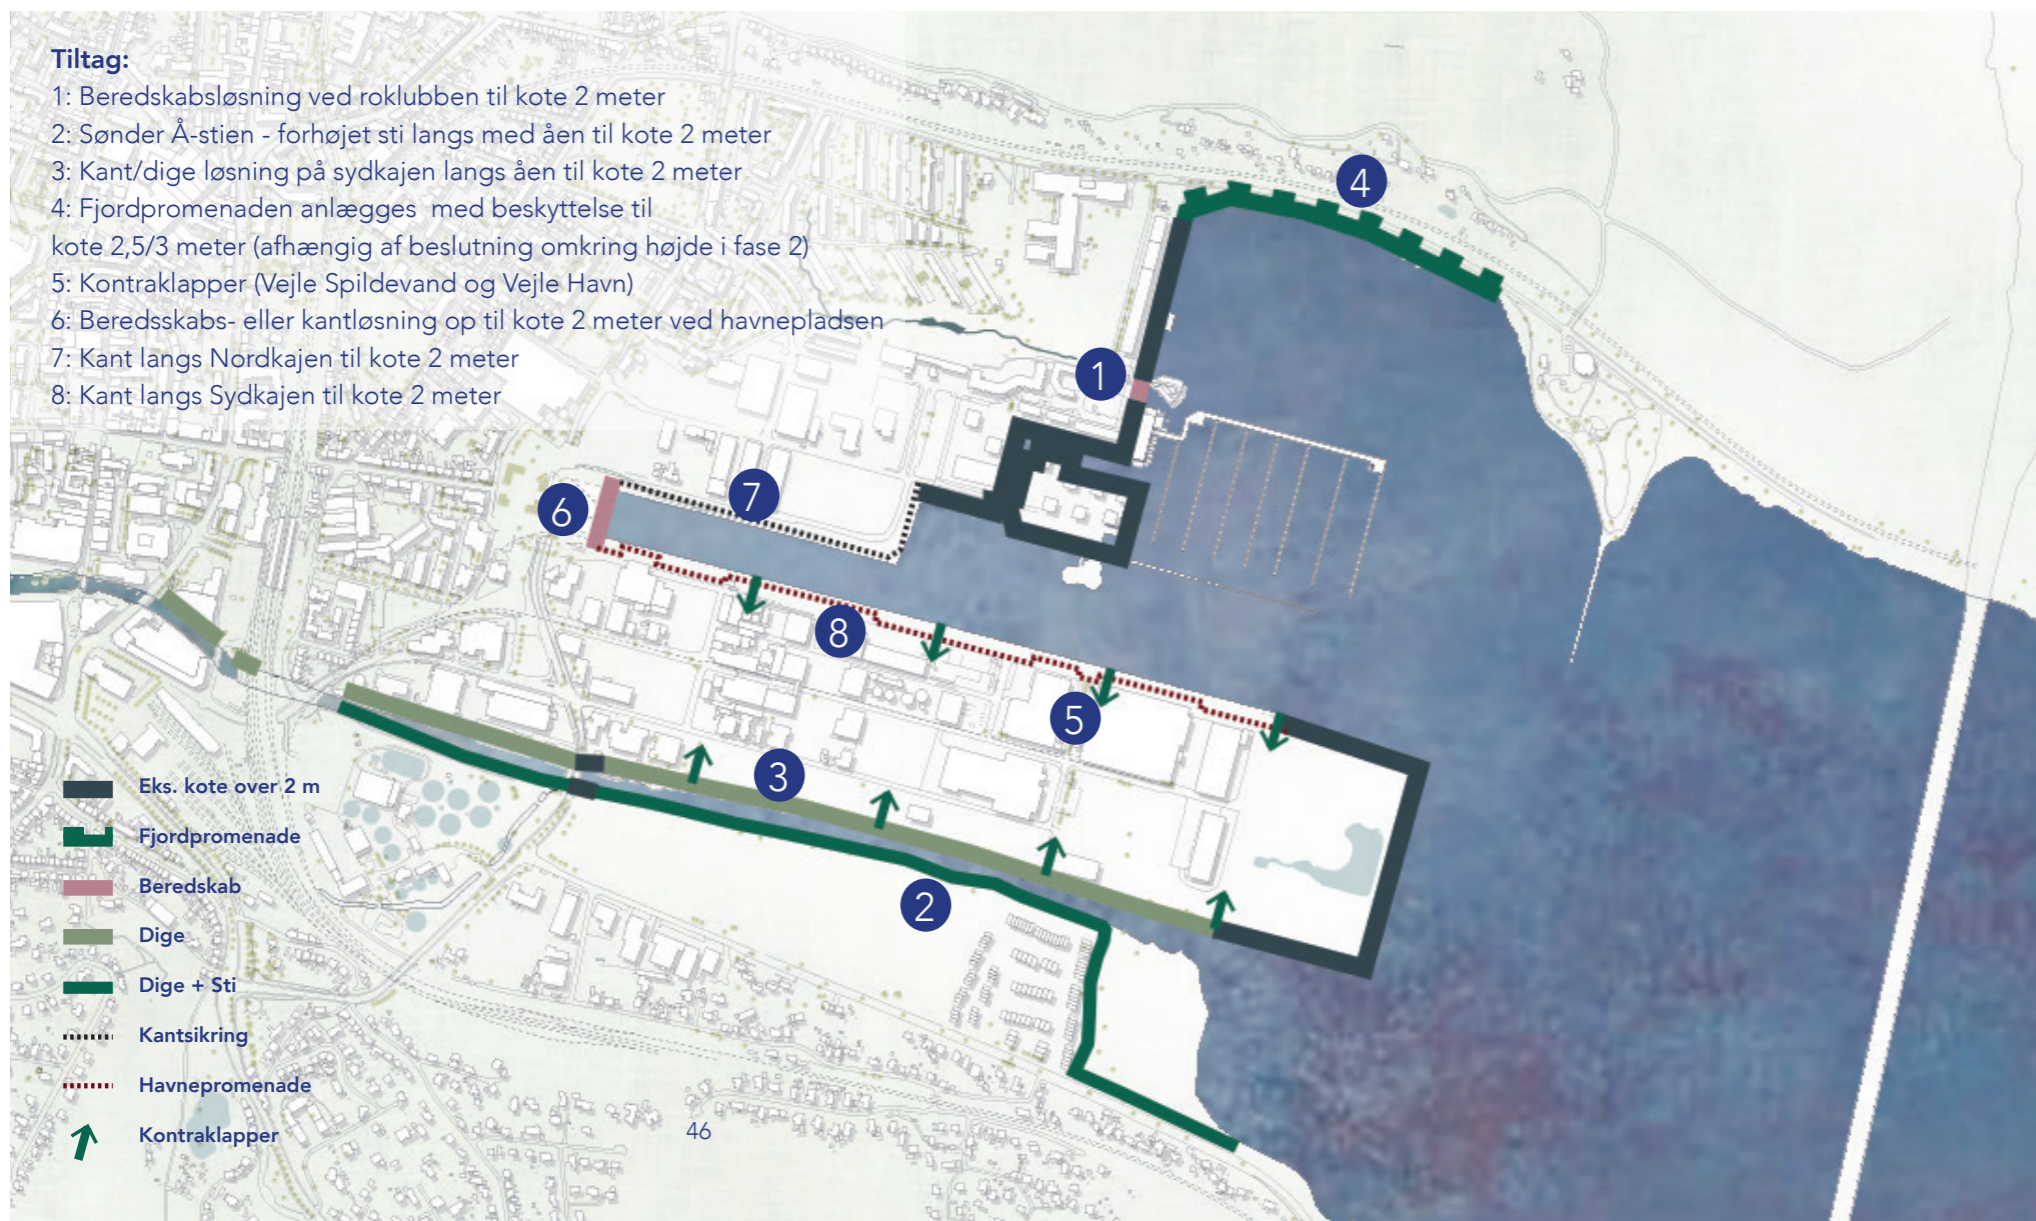 Tiltag:
1: Beredskabsløsning ved roklubben til kote 2 meter
2: Sønder Å-stien - forhøjet sti langs med åen til kote 2 meter
3: Kant/dige løsning på sydkajen langs åen til kote 2 meter
4: Fjordpromenaden anlægges  med beskyttelse til
kote 2,5/3 meter (afhængig af beslutning omkring højde i fase 2)
5: Kontraklapper (Vejle Spildevand og Vejle Havn)
6: Beredsskabs- eller kantløsning op til kote 2 meter ved havnepladsen
7: Kant langs Nordkajen til kote 2 meter
8: Kant langs Sydkajen til kote 2 meter
4
1
7
6
8
5
3
2
Eks. kote over 2 m
Fjordpromenade
Beredskab
Dige
Dige + Sti
Kantsikring
Havnepromenade
Kontraklapper
46